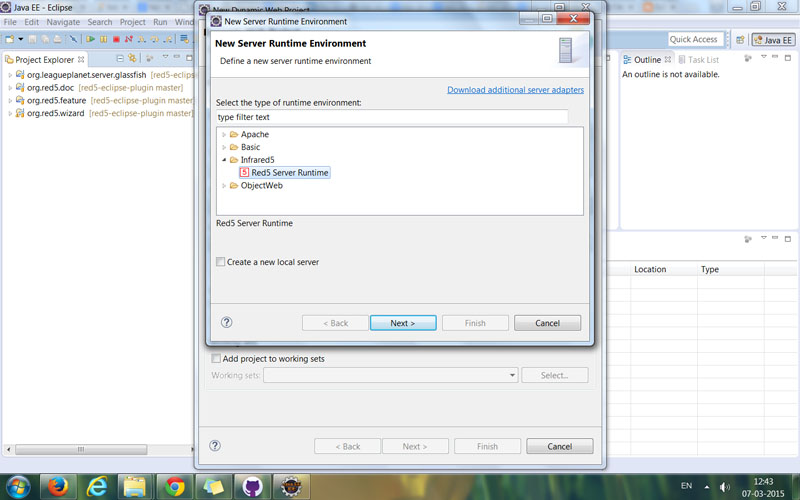 Java EE - Eclipse
New Dynamic Web Project
New Server Runtime Environment
File Edit Navigate Search Project Run Win
Quick Access
Java EE
New Server Runtime Environment
Define a new server runtime environment
Project Explorer
Outline
Task List
org.leagueplanet.server.glassfish [red5-eclipse-
An outline is not available.
org.red5.doc [red5-eclipse-plugin master]
org.red5.feature [red5-eclipse-plugin master]
org.red5.wizard [red5-eclipse-plugin master]
Download additional server adapters
Select the type of runtime environment:
type filter text
Apache
Basic
Infrared5
5 Red5 Server Runtime
ObjectWeb
Red5 Server Runtime
Create a new local server
Location
Type
? < Back Next > Finish Cancel
Add project to working sets
Working sets: Select...
? < Back Next > Finish Cancel
EN
12:43
07-03-2015